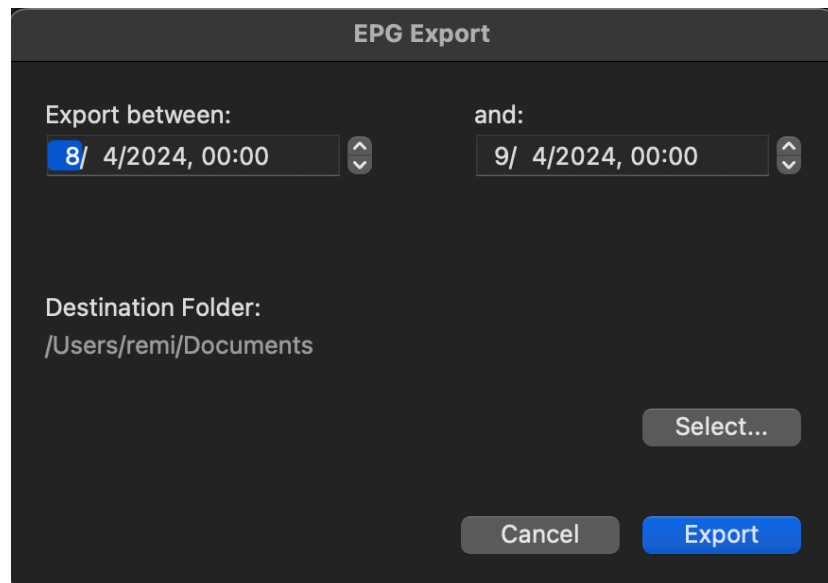 EPG Export
Export between:
and:
8/ 4/2024, 00:00
9/ 4/2024, 00:00
Destination Folder:
/Users/remi/Documents
Select...
Cancel
Export